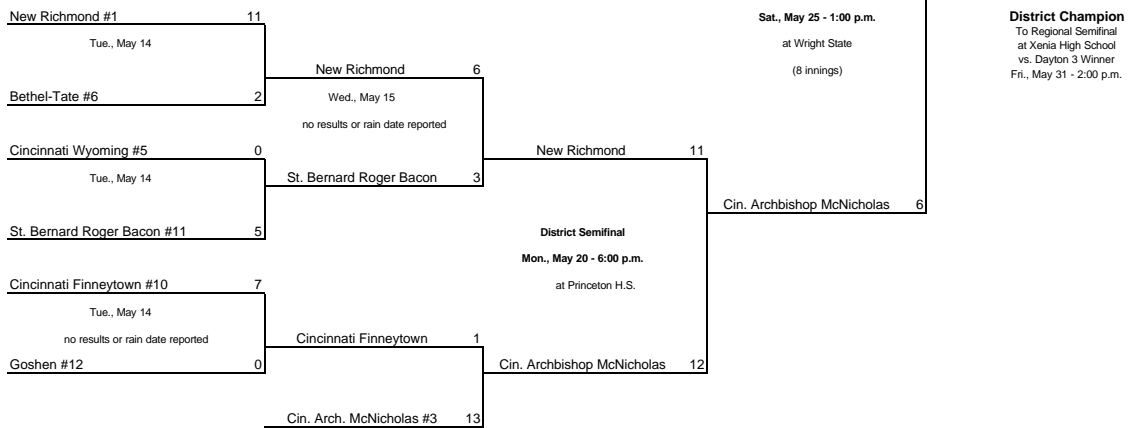 New Richmond #1 11
Sat., May 25 - 1:00 p.m.
District Champion
To Regional Semifinal
Tue., May 14
at Wright State
at Xenia High School
vs. Dayton 3 Winner
New Richmond 6
(8 innings)
Fri., May 31 - 2:00 p.m.
Bethel-Tate #6 2
Wed., May 15
no results or rain date reported
Cincinnati Wyoming #5 0
New Richmond 11
Tue., May 14
St. Bernard Roger Bacon 3
Cin. Archbishop McNicholas 6
St. Bernard Roger Bacon #11 5
District Semifinal
Mon., May 20 - 6:00 p.m.
Cincinnati Finneytown #10 7
at Princeton H.S.
Tue., May 14
no results or rain date reported
Cincinnati Finneytown 1
Goshen #12 0
Cin. Archbishop McNicholas 12
Cin. Arch. McNicholas #3 13